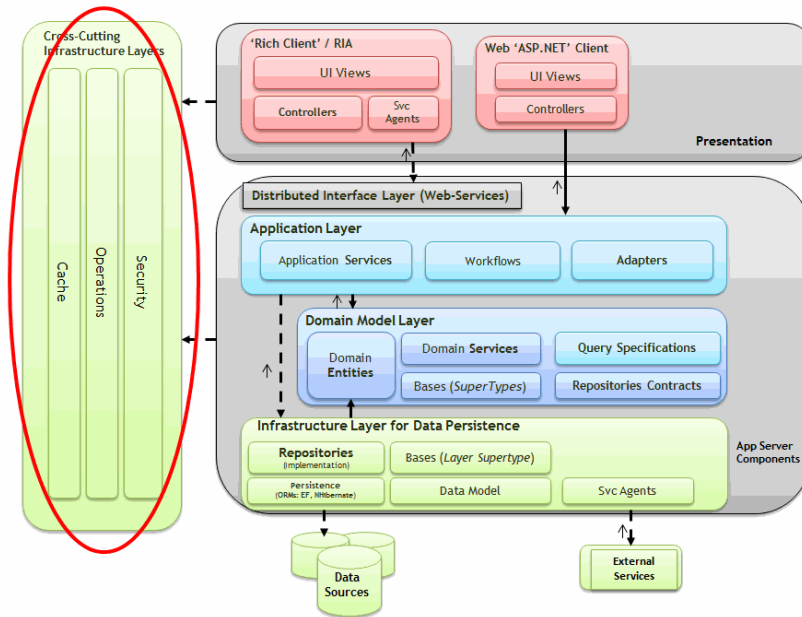 Cross-Cutting
Infrastructure Layers
Cache
Operations
Security
'Rich Client' / RIA
UI Views
Controllers
Svc
Agents
Web 'ASP.NET' Client
UI Views
Controllers
Presentation
Distributed Interface Layer (Web-Services)
Application Layer
Application Services
Workflows
Adapters
Domain Model Layer
Domain
Entities
Domain Services
Query Specifications
Bases (SuperTypes)
Repositories Contracts
Infrastructure Layer for Data Persistence
Repositories
(Implementation)
Bases (Layer Supertype)
Persistence
(ORMs: EF, NHibernate)
Data Model
Svc Agents
App Server
Components
Data
Sources
External
Services